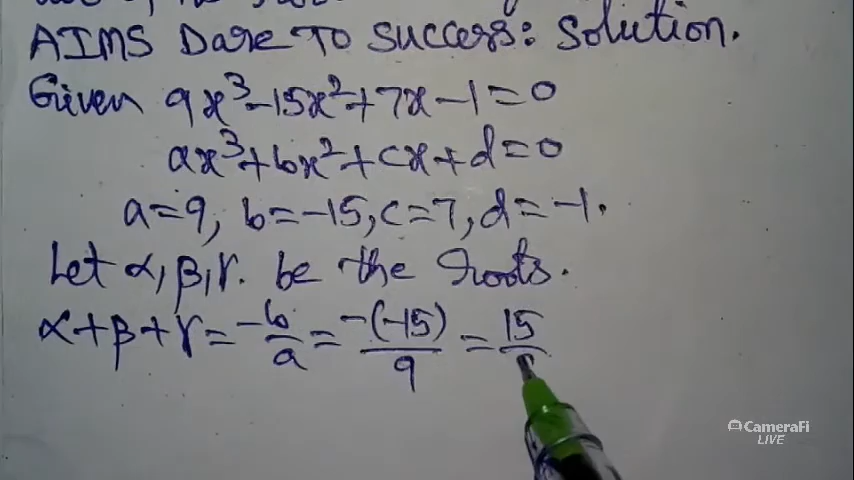 AIMS Dare To success: Solution.
Given 9x³-15x²+7x-1=0
ax³+bx²+cx+d=0
a=9, b=-15, c=7, d=-1.
Let α, β, γ. be the roots.
α+β+γ = -b/a = -(-15)/9 = 15/
CameraFi
LIVE